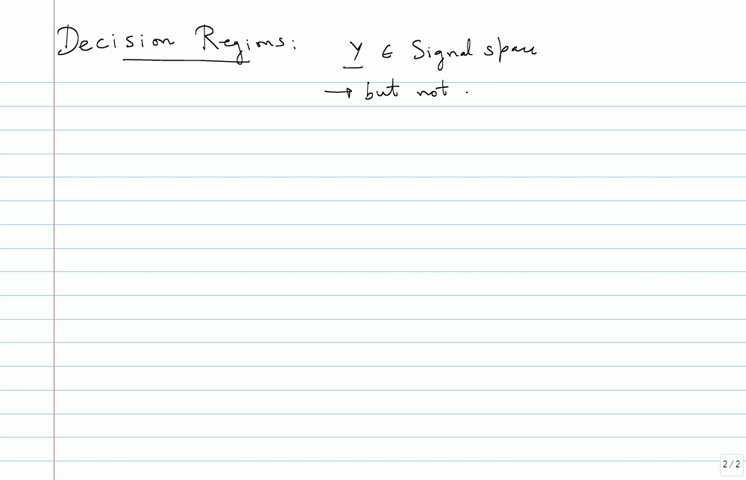 Decision Regions: Y ∈ Signal space
→ but not
2/2